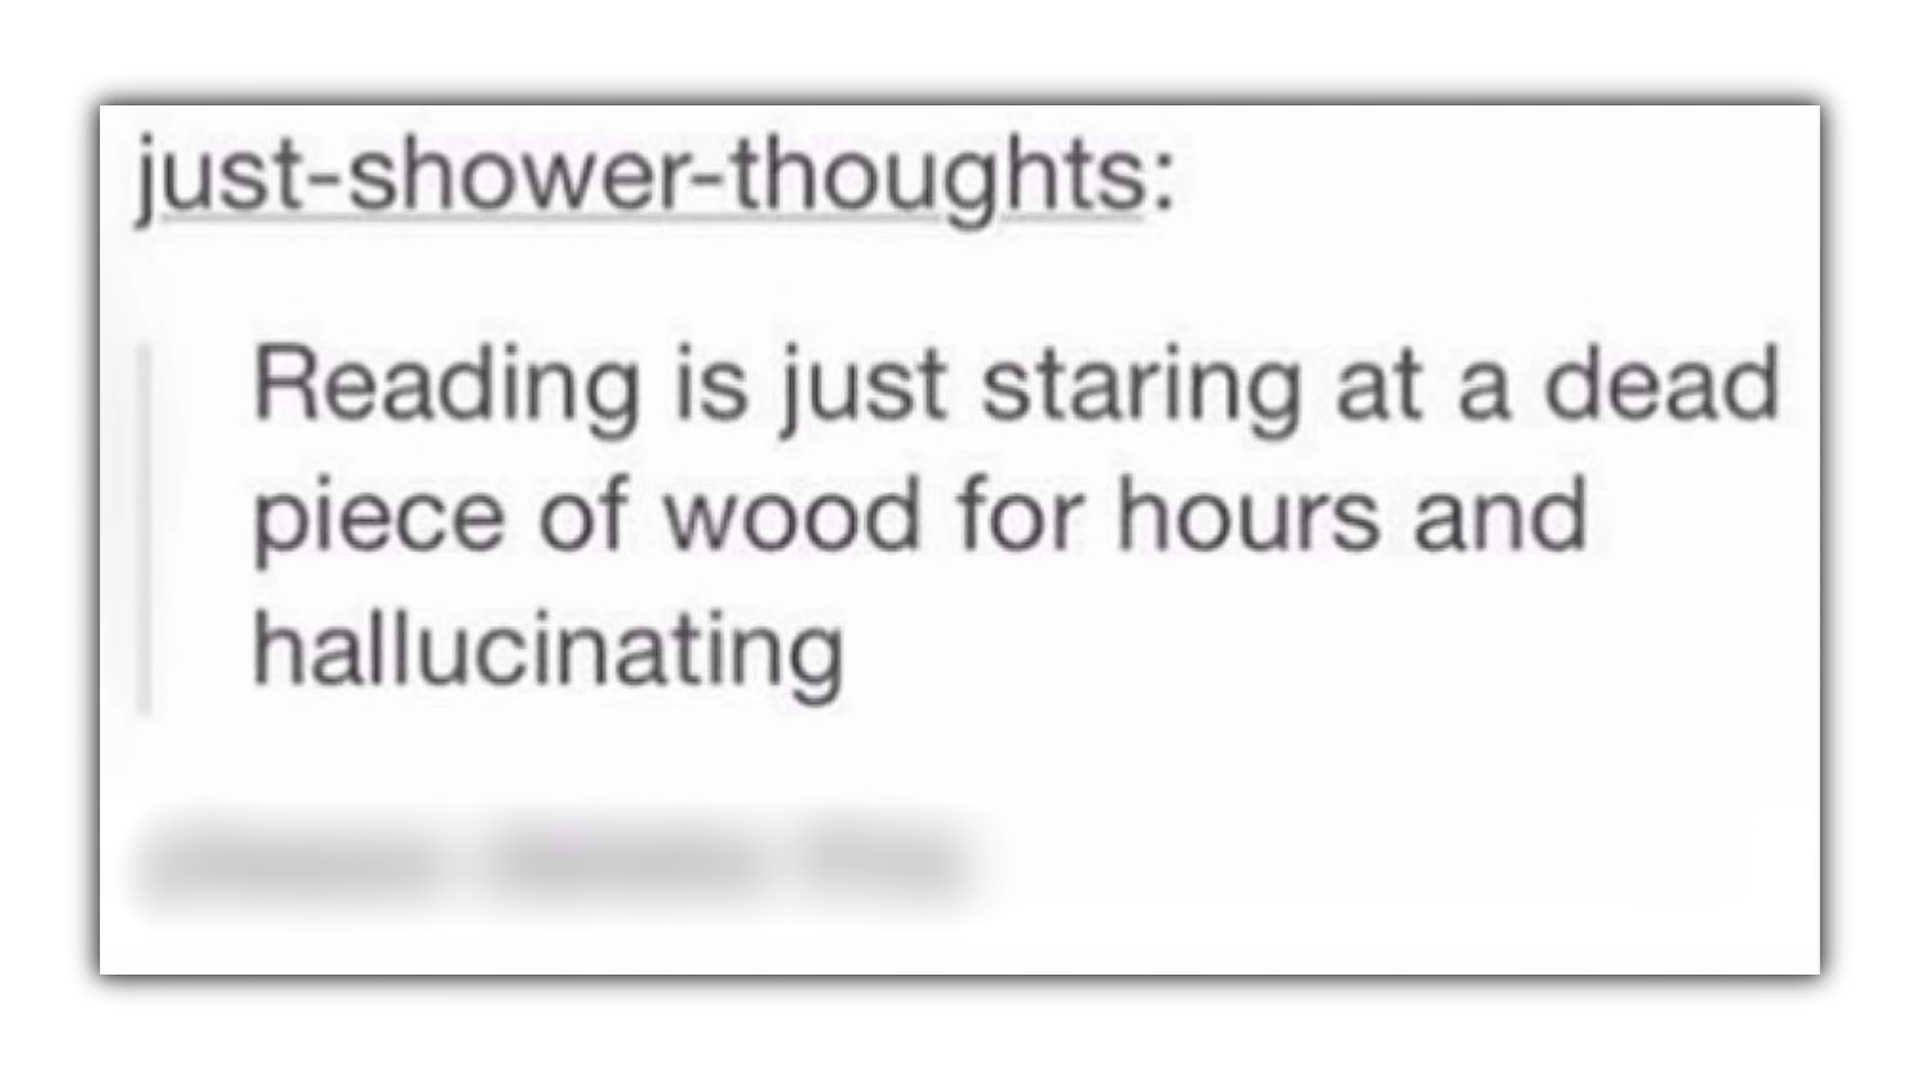 just-shower-thoughts:
Reading is just staring at a dead
piece of wood for hours and
hallucinating